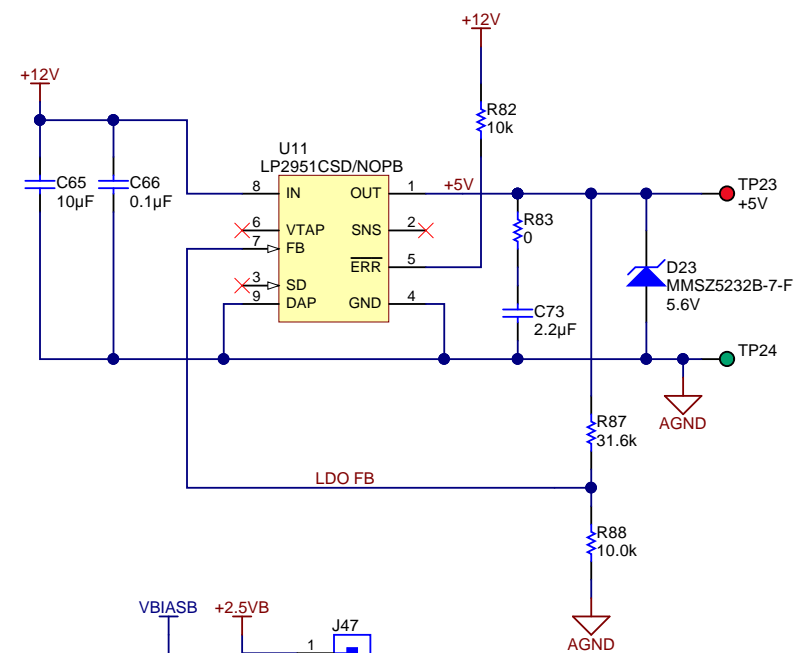 +12V
+12V
R82
10k
U11
LP2951CSD/NOPB
C65
10µF
C66
0.1µF
8 IN OUT 1 +5V
6 VTAP SNS 2
7 FB
ERR 5
3 SD
9 DAP GND 4
R83
0
C73
2.2µF
TP23
+5V
D23
MMSZ5232B-7-F
5.6V
TP24
AGND
R87
31.6k
LDO FB
R88
10.0k
AGND
VBIASB +2.5VB
J47
1